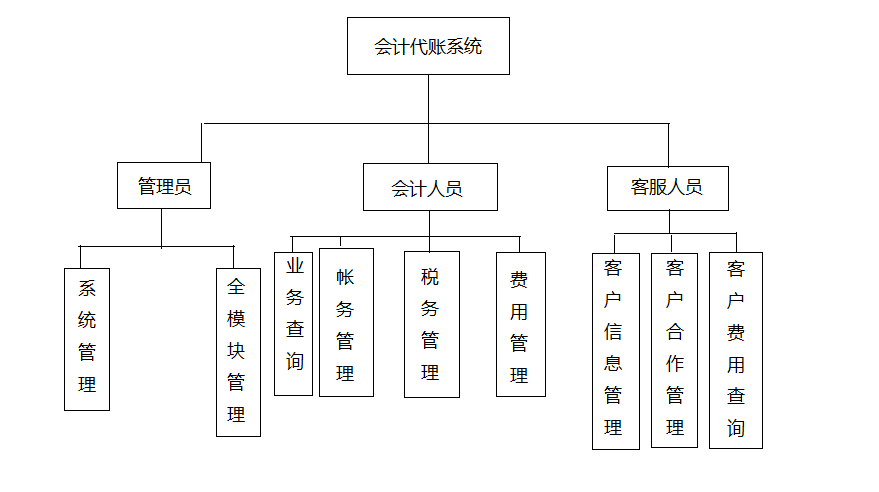 会计代账系统
管理员
会计人员
客服人员
系统管理
全模块管理
业务查询
帐务管理
税务管理
费用管理
客户信息管理
客户合作管理
客户费用查询